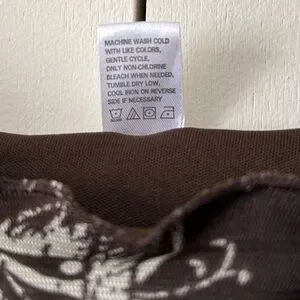 MACHINE WASH COLD
WITH LIKE COLORS,
GENTLE CYCLE,
ONLY NON-CHLORINE
BLEACH WHEN NEEDED,
TUMBLE DRY LOW,
COOL IRON ON REVERSE
SIDE IF NECESSARY